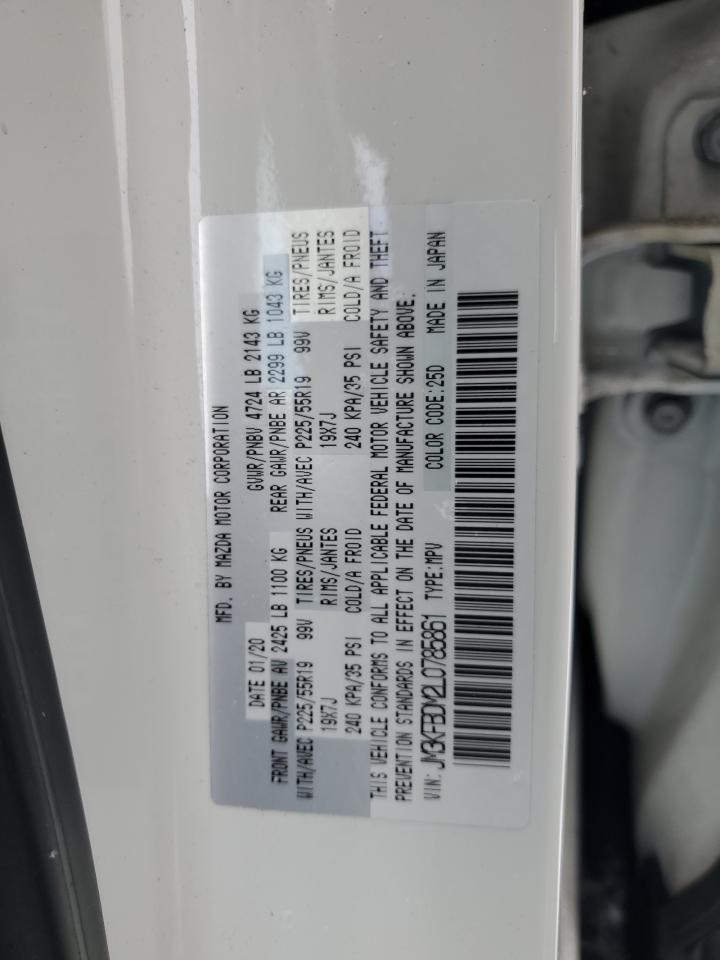 MFD. BY MAZDA MOTOR CORPORATION
DATE 01/20 GVWR/PNBV 4724 LB 2143 KG
FRONT GAWR/PNBE AV 2425 LB 1100 KG REAR GAWR/PNBE AR 2299 LB 1043 KG
WITH/AVEC P225/55R19 99V TIRES/PNEUS WITH/AVEC P225/55R19 99V TIRES/PNEUS
19X7J RIMS/JANTES 19X7J RIMS/JANTES
240 KPA/35 PSI COLD/A FROID 240 KPA/35 PSI COLD/A FROID
THIS VEHICLE CONFORMS TO ALL APPLICABLE FEDERAL MOTOR VEHICLE SAFETY AND THEFT
PREVENTION STANDARDS IN EFFECT ON THE DATE OF MANUFACTURE SHOWN ABOVE.
VIN: JM3KFBDM2L0785861 TYPE:MPV COLOR CODE:25D MADE IN JAPAN